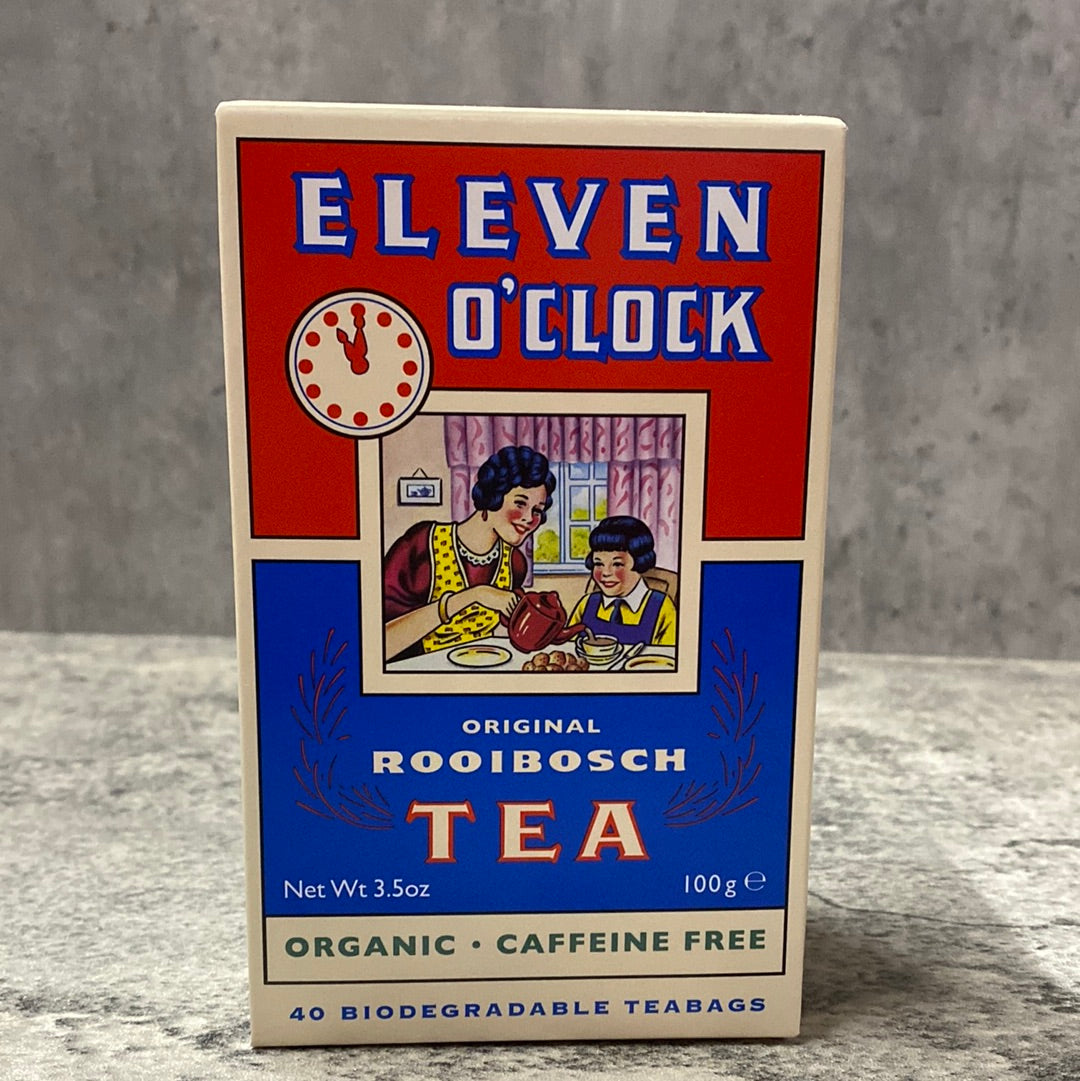 ELEVEN
O'CLOCK
ORIGINAL
ROOIBOSCH
TEA
Net Wt 3.5oz 100g ℮
ORGANIC • CAFFEINE FREE
40 BIODEGRADABLE TEABAGS